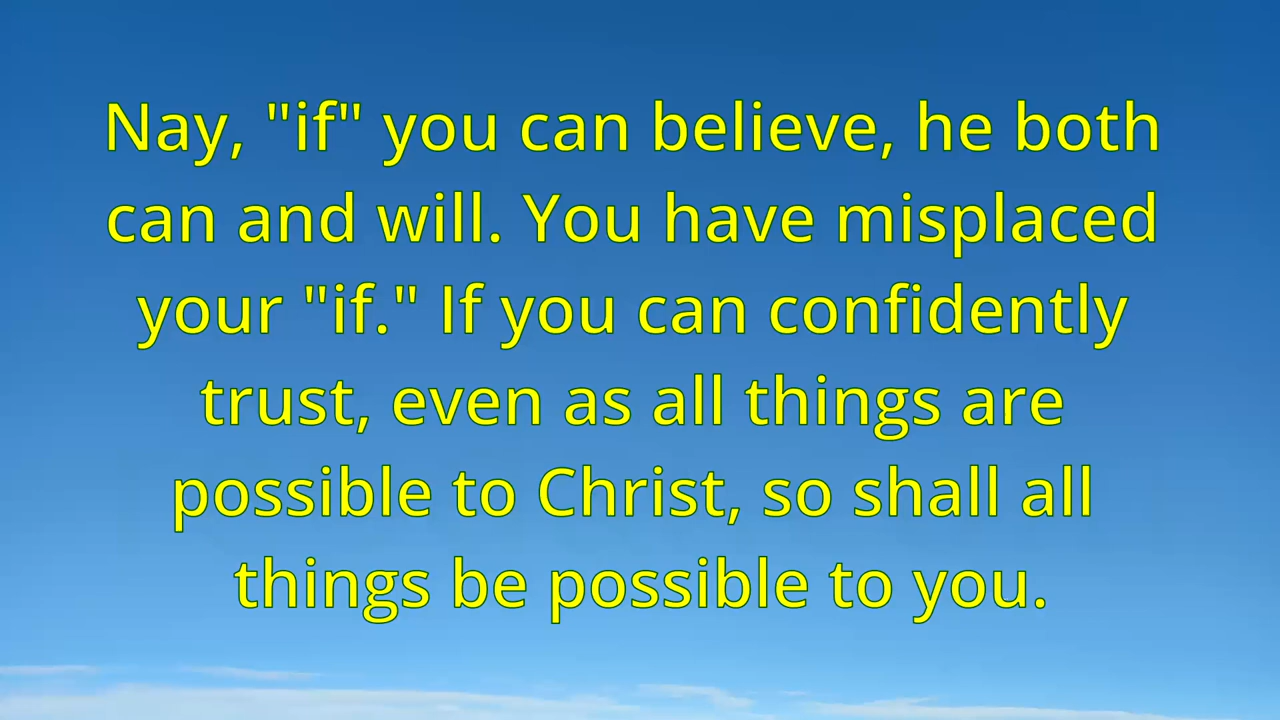 Nay, "if" you can believe, he both
can and will. You have misplaced
your "if." If you can confidently
trust, even as all things are
possible to Christ, so shall all
things be possible to you.